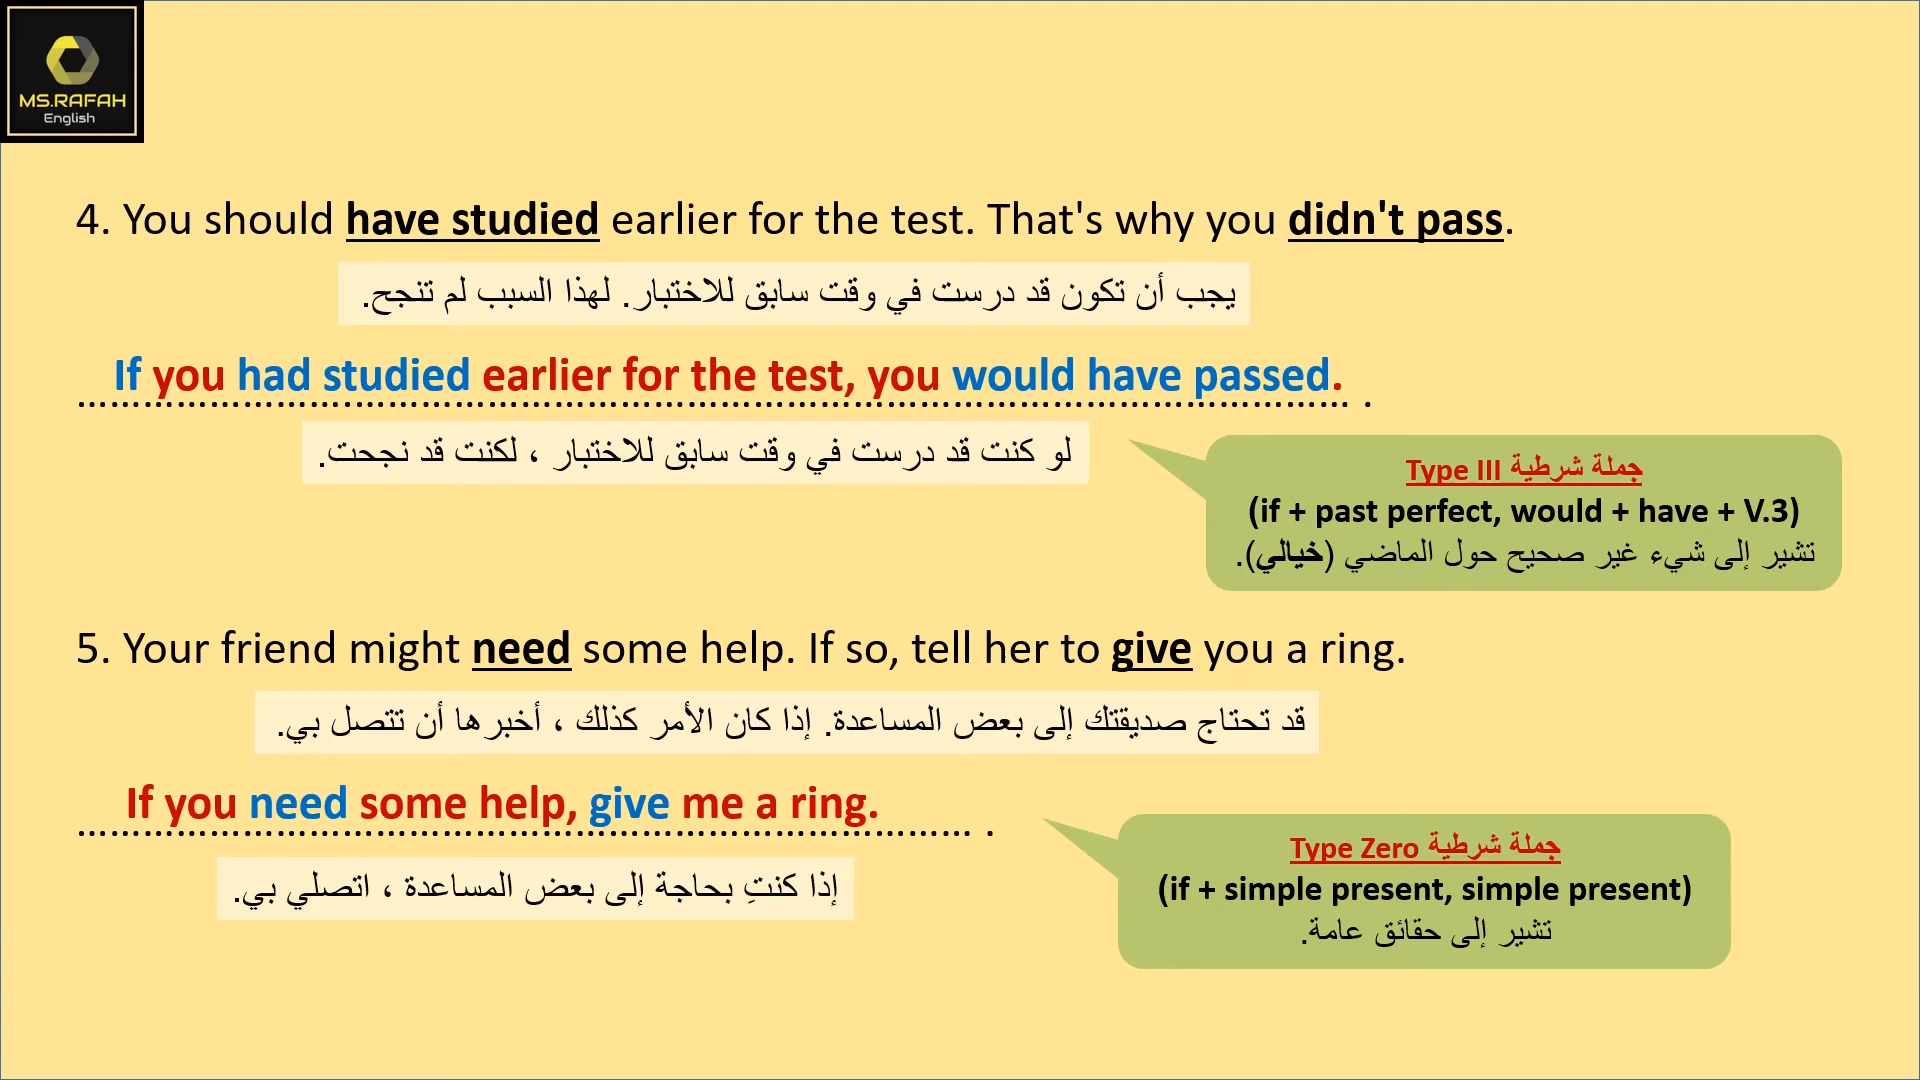 MS.RAFAH
English
4. You should have studied earlier for the test. That's why you didn't pass.
يجب أن تكون قد درست في وقت سابق للاختبار. لهذا السبب لم تنجح.
If you had studied earlier for the test, you would have passed.
لو كنت قد درست في وقت سابق للاختبار ، لكنت قد نجحت.
جملة شرطية Type III
(if + past perfect, would + have + V.3)
تشير إلى شيء غير صحيح حول الماضي (خيالي).
5. Your friend might need some help. If so, tell her to give you a ring.
قد تحتاج صديقتك إلى بعض المساعدة. إذا كان الأمر كذلك ، أخبرها أن تتصل بي.
If you need some help, give me a ring.
إذا كنتِ بحاجة إلى بعض المساعدة ، اتصلي بي.
جملة شرطية Type Zero
(if + simple present, simple present)
تشير إلى حقائق عامة.